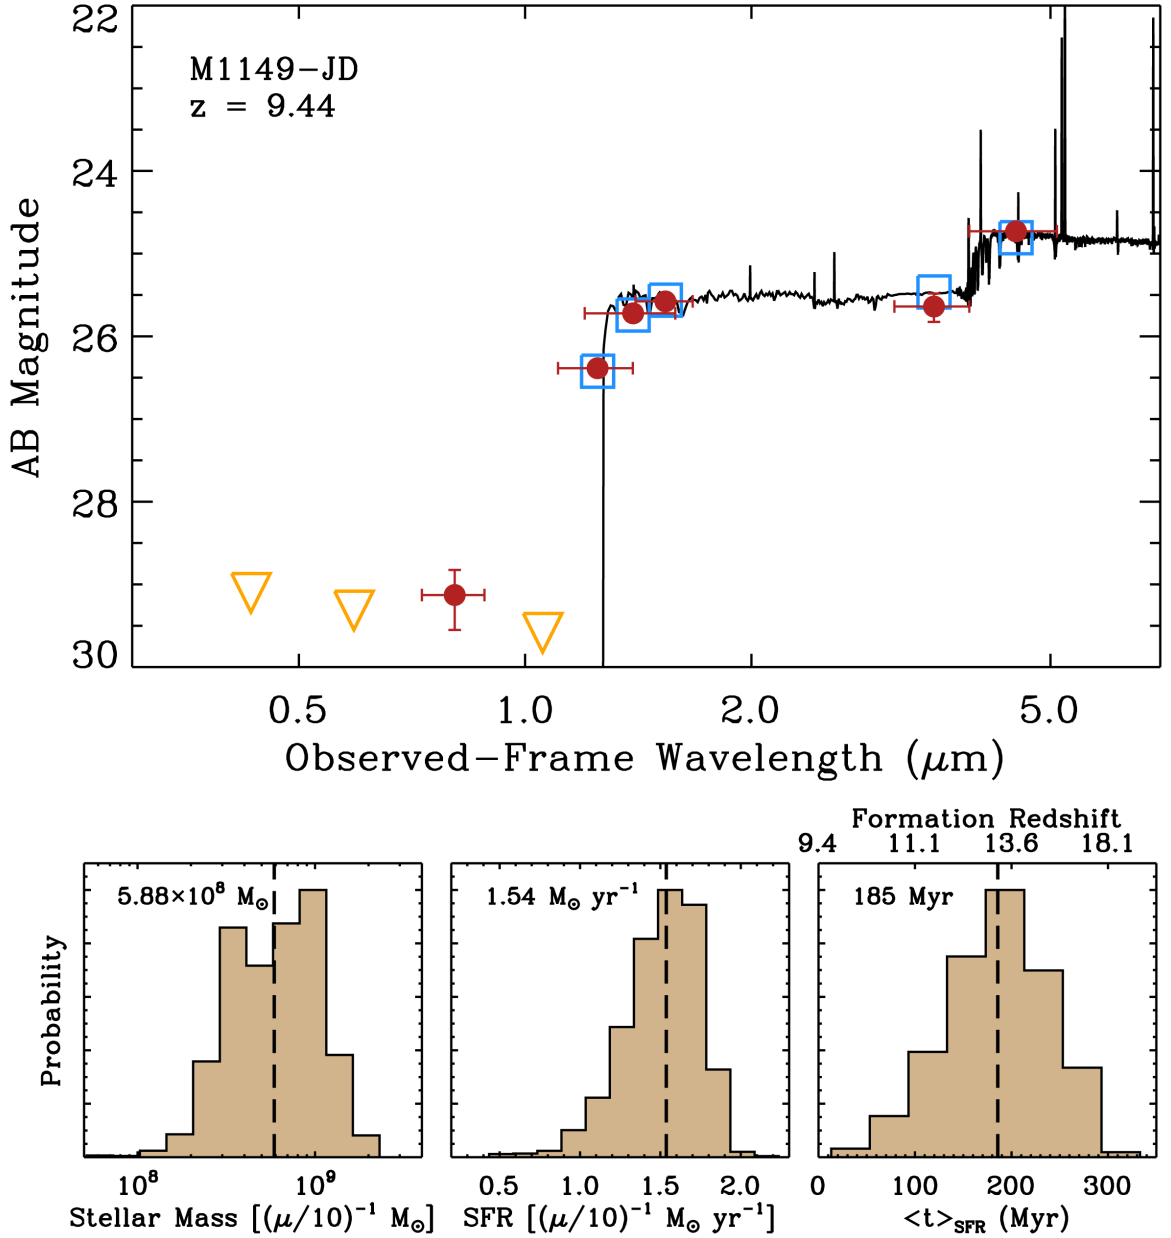 M1149-JD
z = 9.44
22
24
26
28
30
AB Magnitude
0.5 1.0 2.0 5.0
Observed-Frame Wavelength (μm)
Formation Redshift
9.4 11.1 13.6 18.1
5.88×10⁸ M⊙
1.54 M⊙ yr⁻¹
185 Myr
Probability
10⁸ 10⁹
0.5 1.0 1.5 2.0
0 100 200 300
Stellar Mass [(μ/10)⁻¹ M⊙]
SFR [(μ/10)⁻¹ M⊙ yr⁻¹]
<t>SFR (Myr)